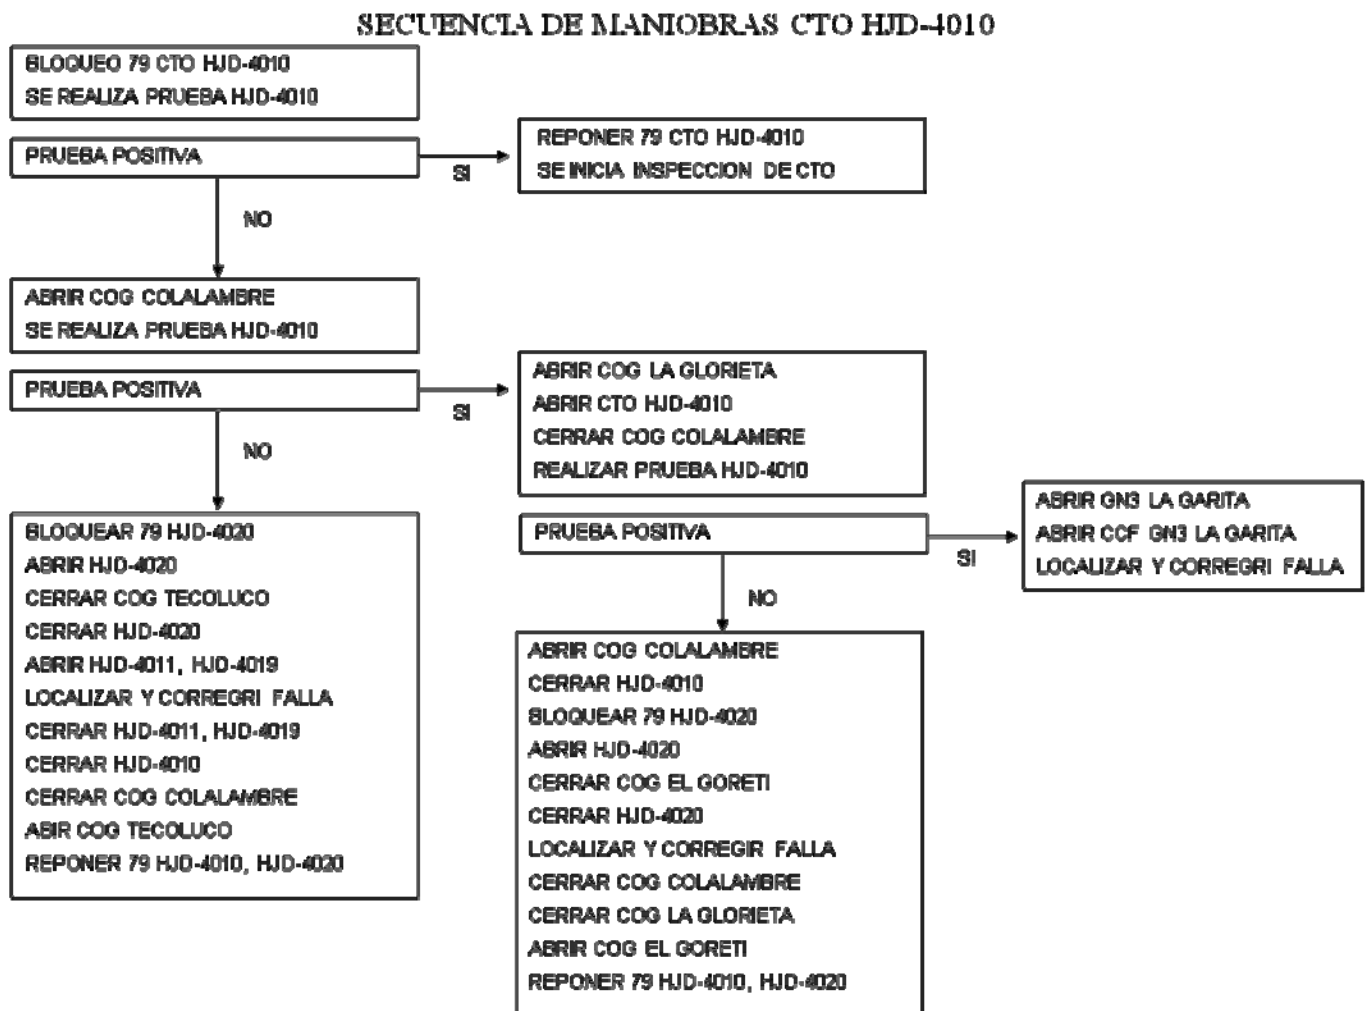 SECUENCIA DE MANIOBRAS CTO HJD-4010
BLOQUEO 79 CTO HJD-4010
SE REALIZA PRUEBA HJD-4010
PRUEBA POSITIVA
SI
REPONER 79 CTO HJD-4010
SE INICIA INSPECCION DE CTO
NO
ABRIR COG COLALAMBRE
SE REALIZA PRUEBA HJD-4010
PRUEBA POSITIVA
SI
ABRIR COG LA GLORIETA
ABRIR CTO HJD-4010
CERRAR COG COLALAMBRE
REALIZAR PRUEBA HJD-4010
NO
PRUEBA POSITIVA
SI
ABRIR GN3 LA GARITA
ABRIR CCF GN3 LA GARITA
LOCALIZAR Y CORREGRI FALLA
NO
BLOQUEAR 79 HJD-4020
ABRIR HJD-4020
CERRAR COG TECOLUCO
CERRAR HJD-4020
ABRIR HJD-4011, HJD-4019
LOCALIZAR Y CORREGRI FALLA
CERRAR HJD-4011, HJD-4019
CERRAR HJD-4010
CERRAR COG COLALAMBRE
ABIR COG TECOLUCO
REPONER 79 HJD-4010, HJD-4020
ABRIR COG COLALAMBRE
CERRAR HJD-4010
BLOQUEAR 79 HJD-4020
ABRIR HJD-4020
CERRAR COG EL GORETI
CERRAR HJD-4020
LOCALIZAR Y CORREGIR FALLA
CERRAR COG COLALAMBRE
CERRAR COG LA GLORIETA
ABRIR COG EL GORETI
REPONER 79 HJD-4010, HJD-4020